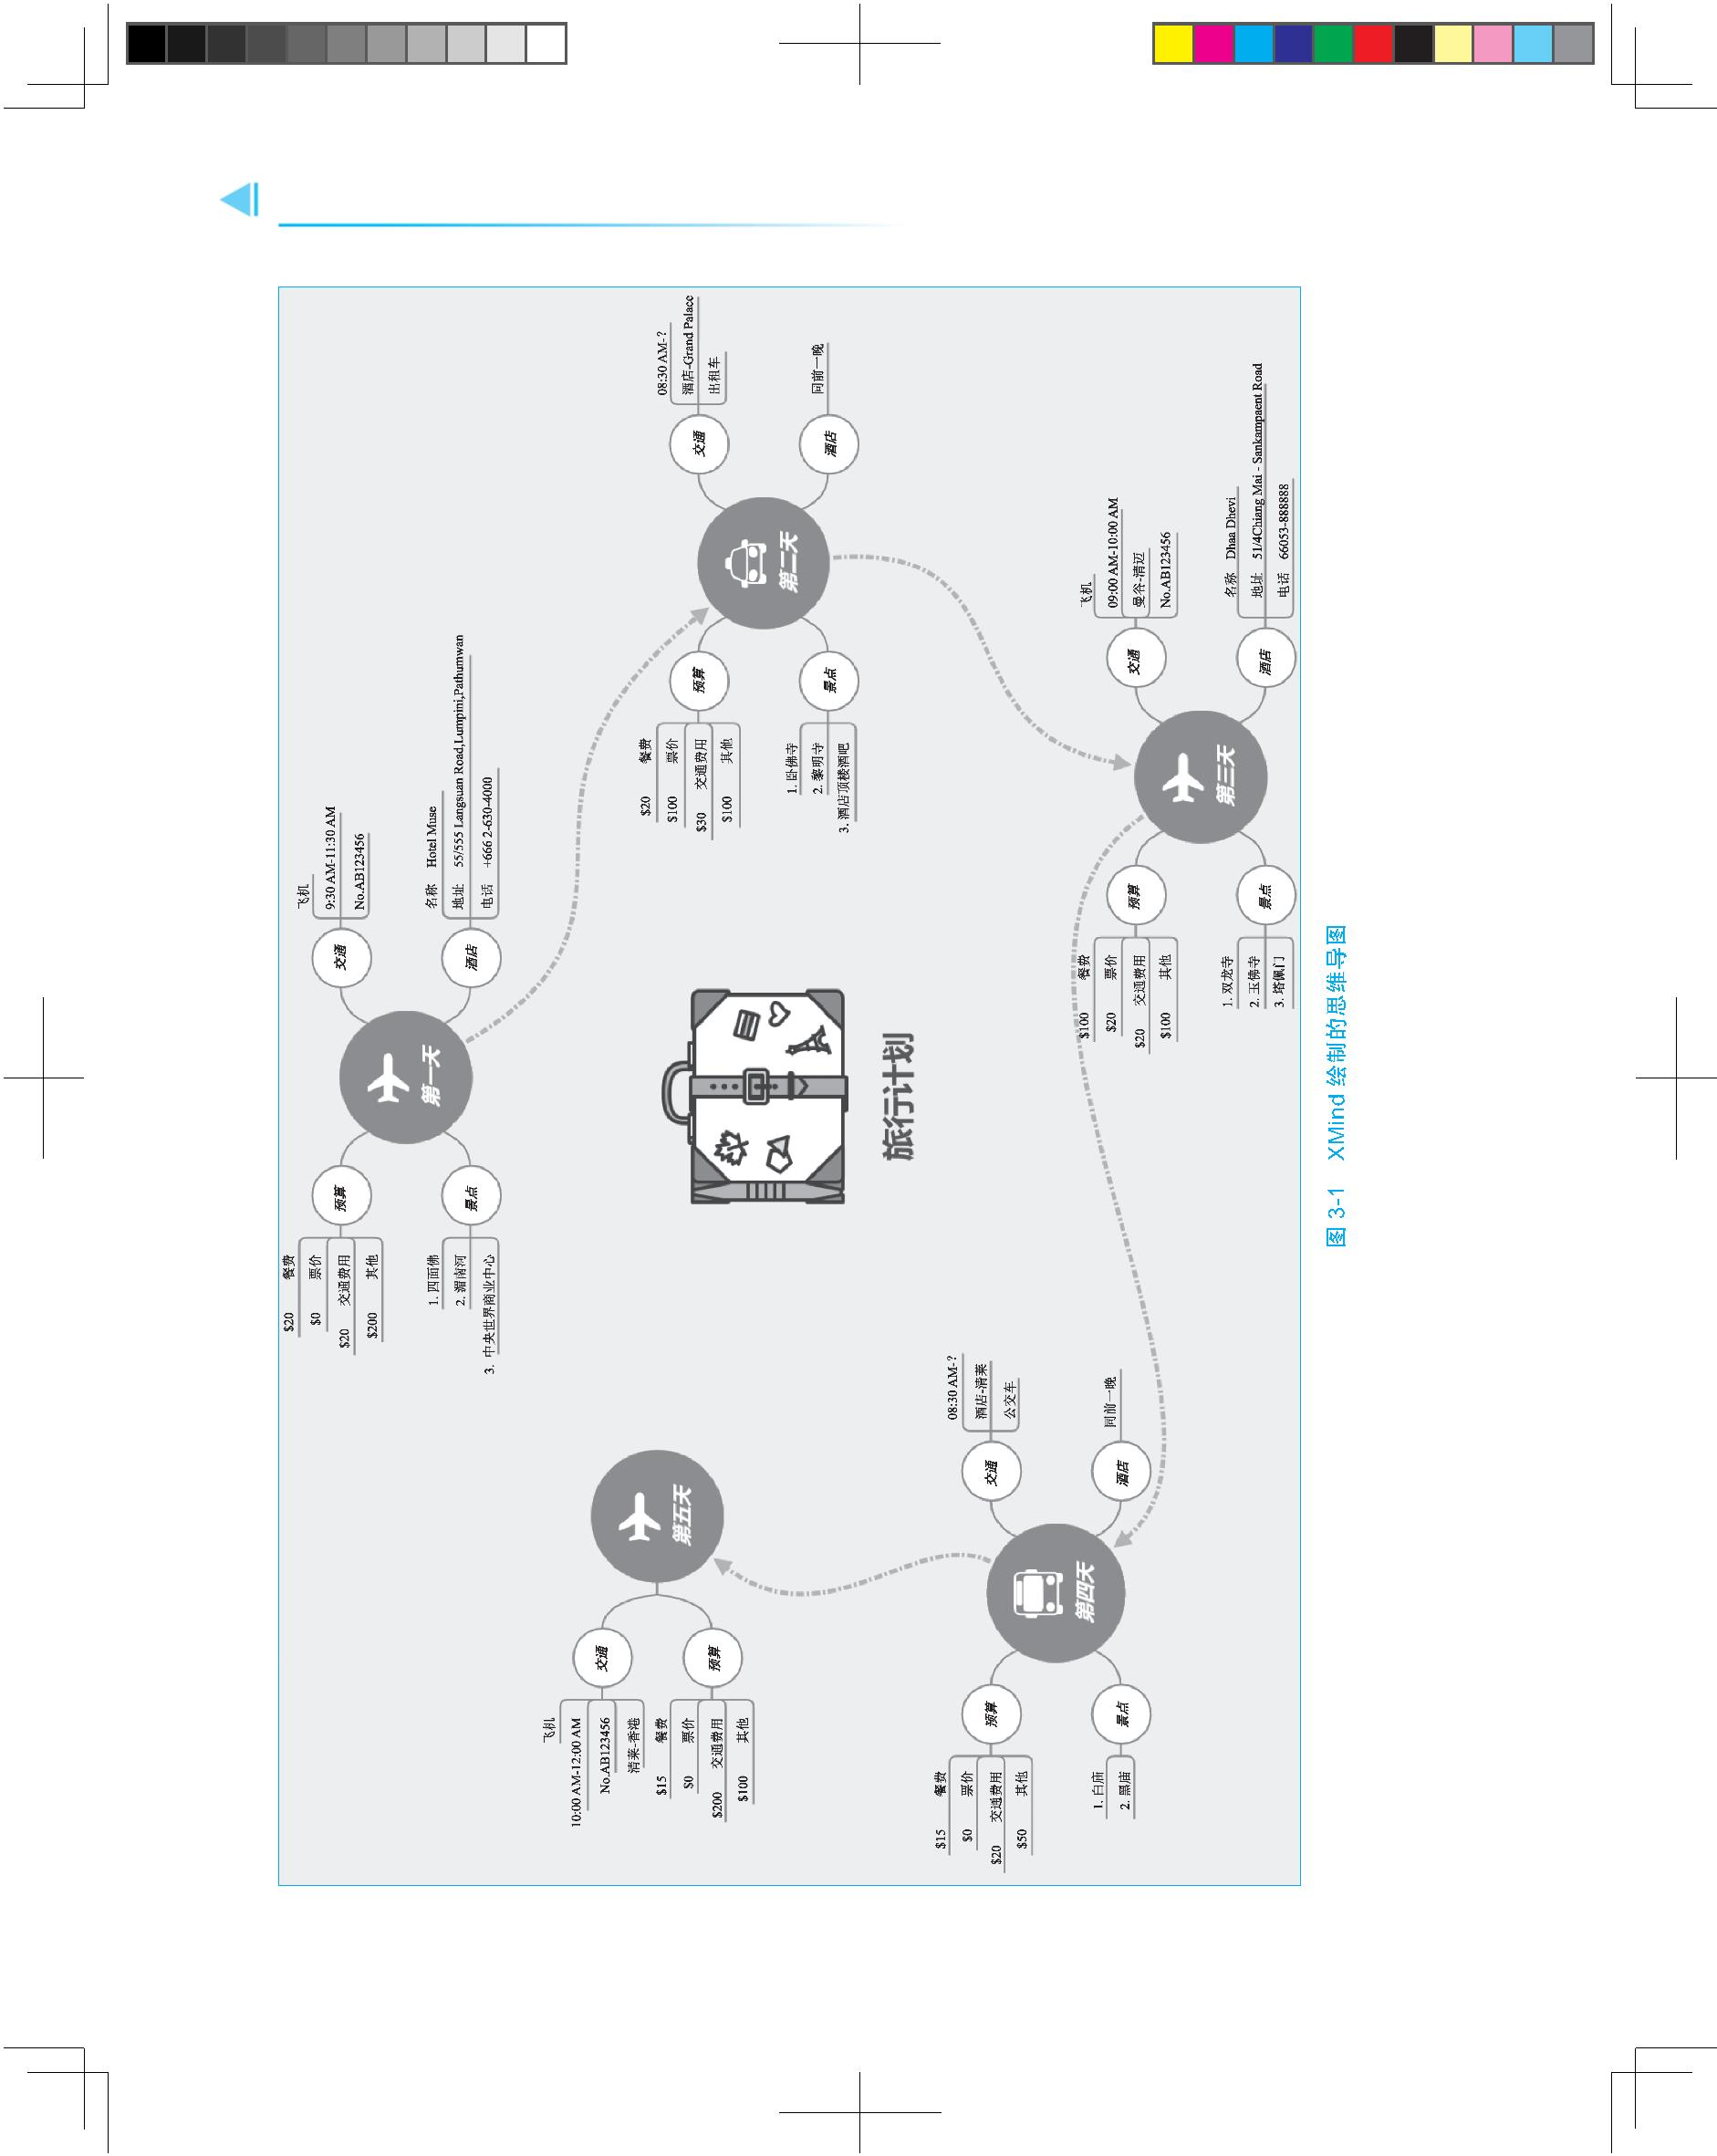 第一天
交通
飞机
9:30 AM-11:30 AM
No.AB123456
酒店
名称 Hotel Muse
地址 55/555 Langsuan Road,Lumpini,Pathumwan
电话 +666 2-630-4000
预算
$20 餐费
$0 票价
$20 交通费用
$200 其他
景点
1. 四面佛
2. 湄南河
3. 中央世界商业中心
第二天
交通
08:30 AM-?
酒店-Grand Palace
出租车
酒店
同前一晚
预算
$20 餐费
$100 票价
$30 交通费用
$100 其他
景点
1. 卧佛寺
2. 黎明寺
3. 酒店顶楼酒吧
第三天
交通
飞机
09:00 AM-10:00 AM
曼谷-清迈
No.AB123456
酒店
名称 Dhaa Dhevi
地址 51/4Chiang Mai - Sankampaent Road
电话 66053-888888
预算
$100 餐费
$20 票价
$20 交通费用
$100 其他
景点
1. 双龙寺
2. 玉佛寺
3. 塔佩门
第四天
交通
08:30 AM-?
酒店-清莱
公交车
酒店
同前一晚
预算
$15 餐费
$0 票价
$20 交通费用
$50 其他
景点
1. 白庙
2. 黑庙
第五天
交通
飞机
10:00 AM-12:00 AM
No.AB123456
清莱-香港
预算
$15 餐费
$0 票价
$200 交通费用
$100 其他
旅行计划
图 3-1 XMind 绘制的思维导图